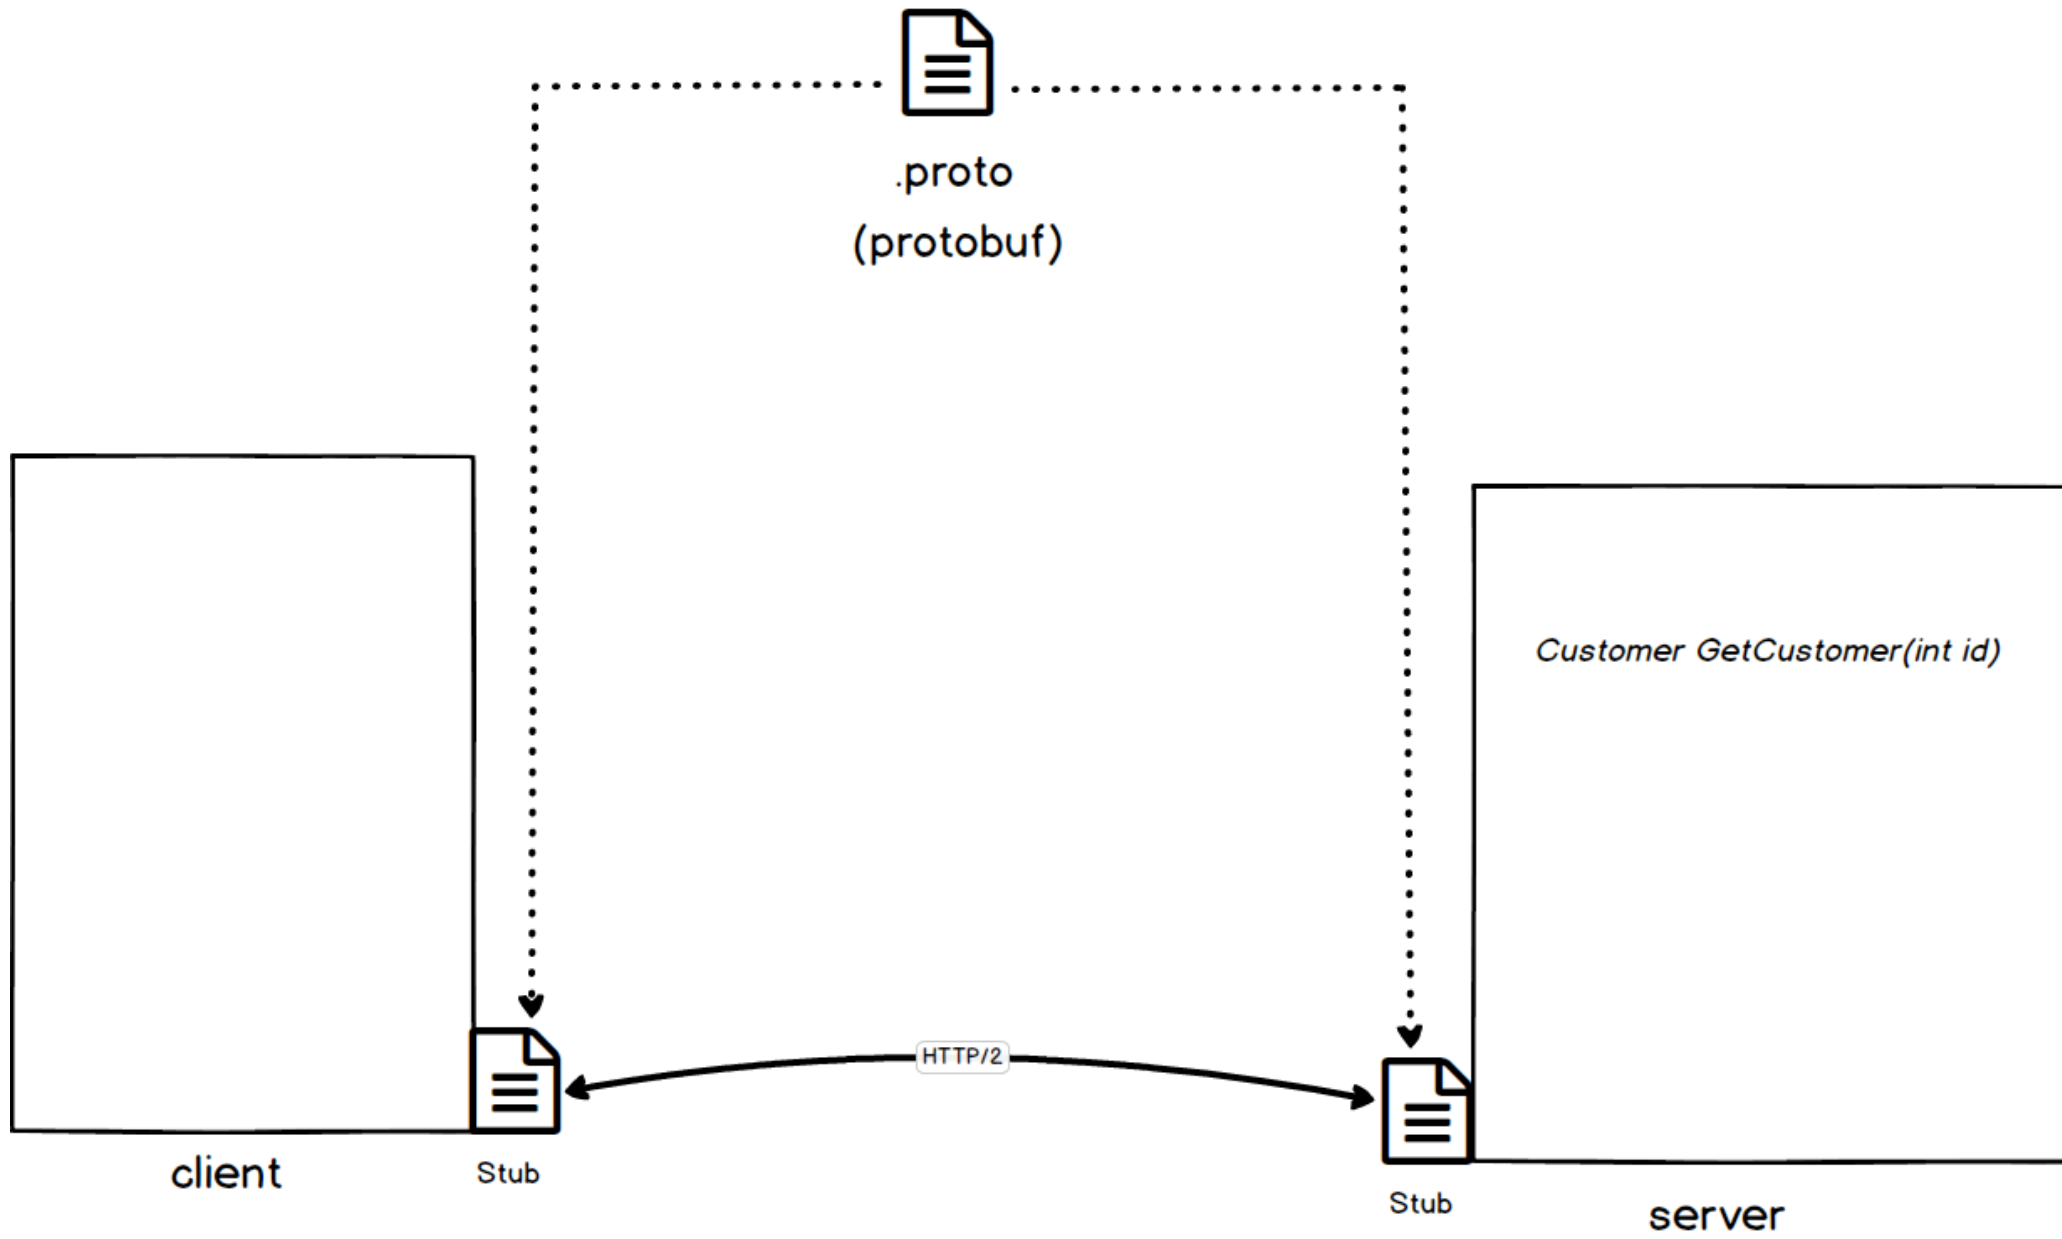 .proto
(protobuf)
Customer GetCustomer(int id)
HTTP/2
client
Stub
Stub
server